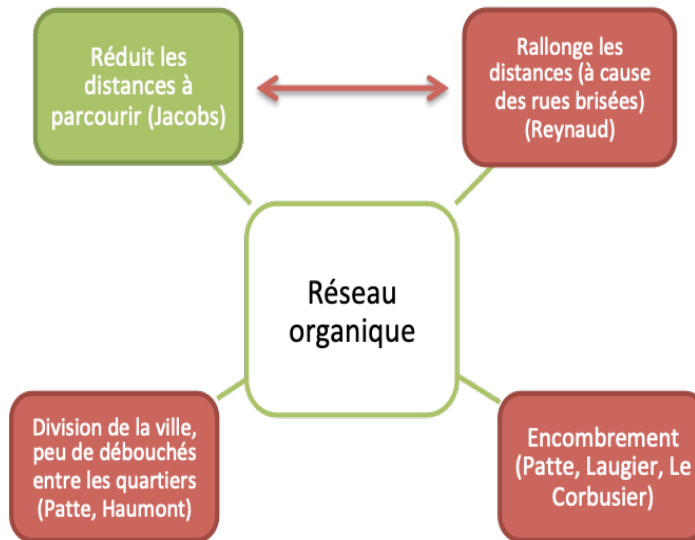 Réduit les
distances à
parcourir (Jacobs)
Rallonge les
distances (à cause
des rues brisées)
(Reynaud)
Réseau
organique
Division de la ville,
peu de débouchés
entre les quartiers
(Patte, Haumont)
Encombrement
(Patte, Laugier, Le
Corbusier)